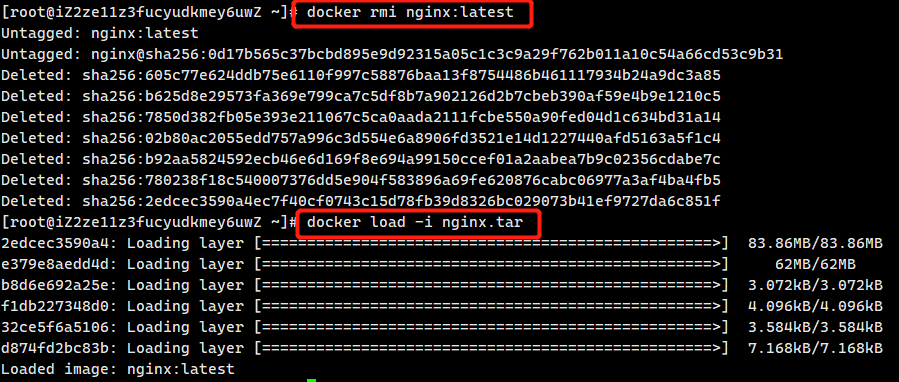 [root@iZ2ze11z3fucyudkmey6uwZ ~]# docker rmi nginx:latest
Untagged: nginx:latest
Untagged: nginx@sha256:0d17b565c37bcbd895e9d92315a05c1c3c9a29f762b011a10c54a66cd53c9b31
Deleted: sha256:605c77e624ddb75e6110f997c58876baa13f8754486b461117934b24a9dc3a85
Deleted: sha256:b625d8e29573fa369e799ca7c5df8b7a902126d2b7cbeb390af59e4b9e1210c5
Deleted: sha256:7850d382fb05e393e211067c5ca0aada2111fcbe550a90fed04d1c634bd31a14
Deleted: sha256:02b80ac2055edd757a996c3d554e6a8906fd3521e14d1227440afd5163a5f1c4
Deleted: sha256:b92aa5824592ecb46e6d169f8e694a99150ccef01a2aabea7b9c02356cdabe7c
Deleted: sha256:780238f18c540007376dd5e904f583896a69fe620876cabc06977a3af4ba4fb5
Deleted: sha256:2edcec3590a4ec7f40cf0743c15d78fb39d8326bc029073b41ef9727da6c851f
[root@iZ2ze11z3fucyudkmey6uwZ ~]# docker load -i nginx.tar
2edcec3590a4: Loading layer [==================================================>]  83.86MB/83.86MB
e379e8aedd4d: Loading layer [==================================================>]     62MB/62MB
b8d6e692a25e: Loading layer [==================================================>]  3.072kB/3.072kB
f1db227348d0: Loading layer [==================================================>]  4.096kB/4.096kB
32ce5f6a5106: Loading layer [==================================================>]  3.584kB/3.584kB
d874fd2bc83b: Loading layer [==================================================>]  7.168kB/7.168kB
Loaded image: nginx:latest